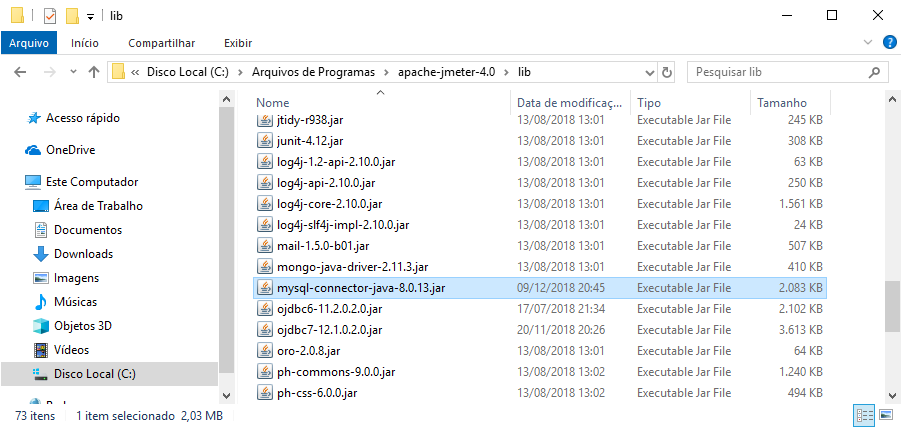 lib
Arquivo Início Compartilhar Exibir
« Disco Local (C:) > Arquivos de Programas > apache-jmeter-4.0 > lib Pesquisar lib
Acesso rápido
OneDrive
Este Computador
Área de Trabalho
Documentos
Downloads
Imagens
Músicas
Objetos 3D
Vídeos
Disco Local (C:)
Nome Data de modificaç... Tipo Tamanho
jtidy-r938.jar 13/08/2018 13:01 Executable Jar File 245 KB
junit-4.12.jar 13/08/2018 13:01 Executable Jar File 308 KB
log4j-1.2-api-2.10.0.jar 13/08/2018 13:01 Executable Jar File 63 KB
log4j-api-2.10.0.jar 13/08/2018 13:01 Executable Jar File 250 KB
log4j-core-2.10.0.jar 13/08/2018 13:01 Executable Jar File 1.561 KB
log4j-slf4j-impl-2.10.0.jar 13/08/2018 13:01 Executable Jar File 24 KB
mail-1.5.0-b01.jar 13/08/2018 13:01 Executable Jar File 507 KB
mongo-java-driver-2.11.3.jar 13/08/2018 13:01 Executable Jar File 410 KB
mysql-connector-java-8.0.13.jar 09/12/2018 20:45 Executable Jar File 2.083 KB
ojdbc6-11.2.0.2.0.jar 17/07/2018 21:34 Executable Jar File 2.102 KB
ojdbc7-12.1.0.2.0.jar 20/11/2018 20:26 Executable Jar File 3.613 KB
oro-2.0.8.jar 13/08/2018 13:01 Executable Jar File 64 KB
ph-commons-9.0.0.jar 13/08/2018 13:02 Executable Jar File 1.240 KB
ph-css-6.0.0.jar 13/08/2018 13:02 Executable Jar File 494 KB
73 itens 1 item selecionado 2,03 MB